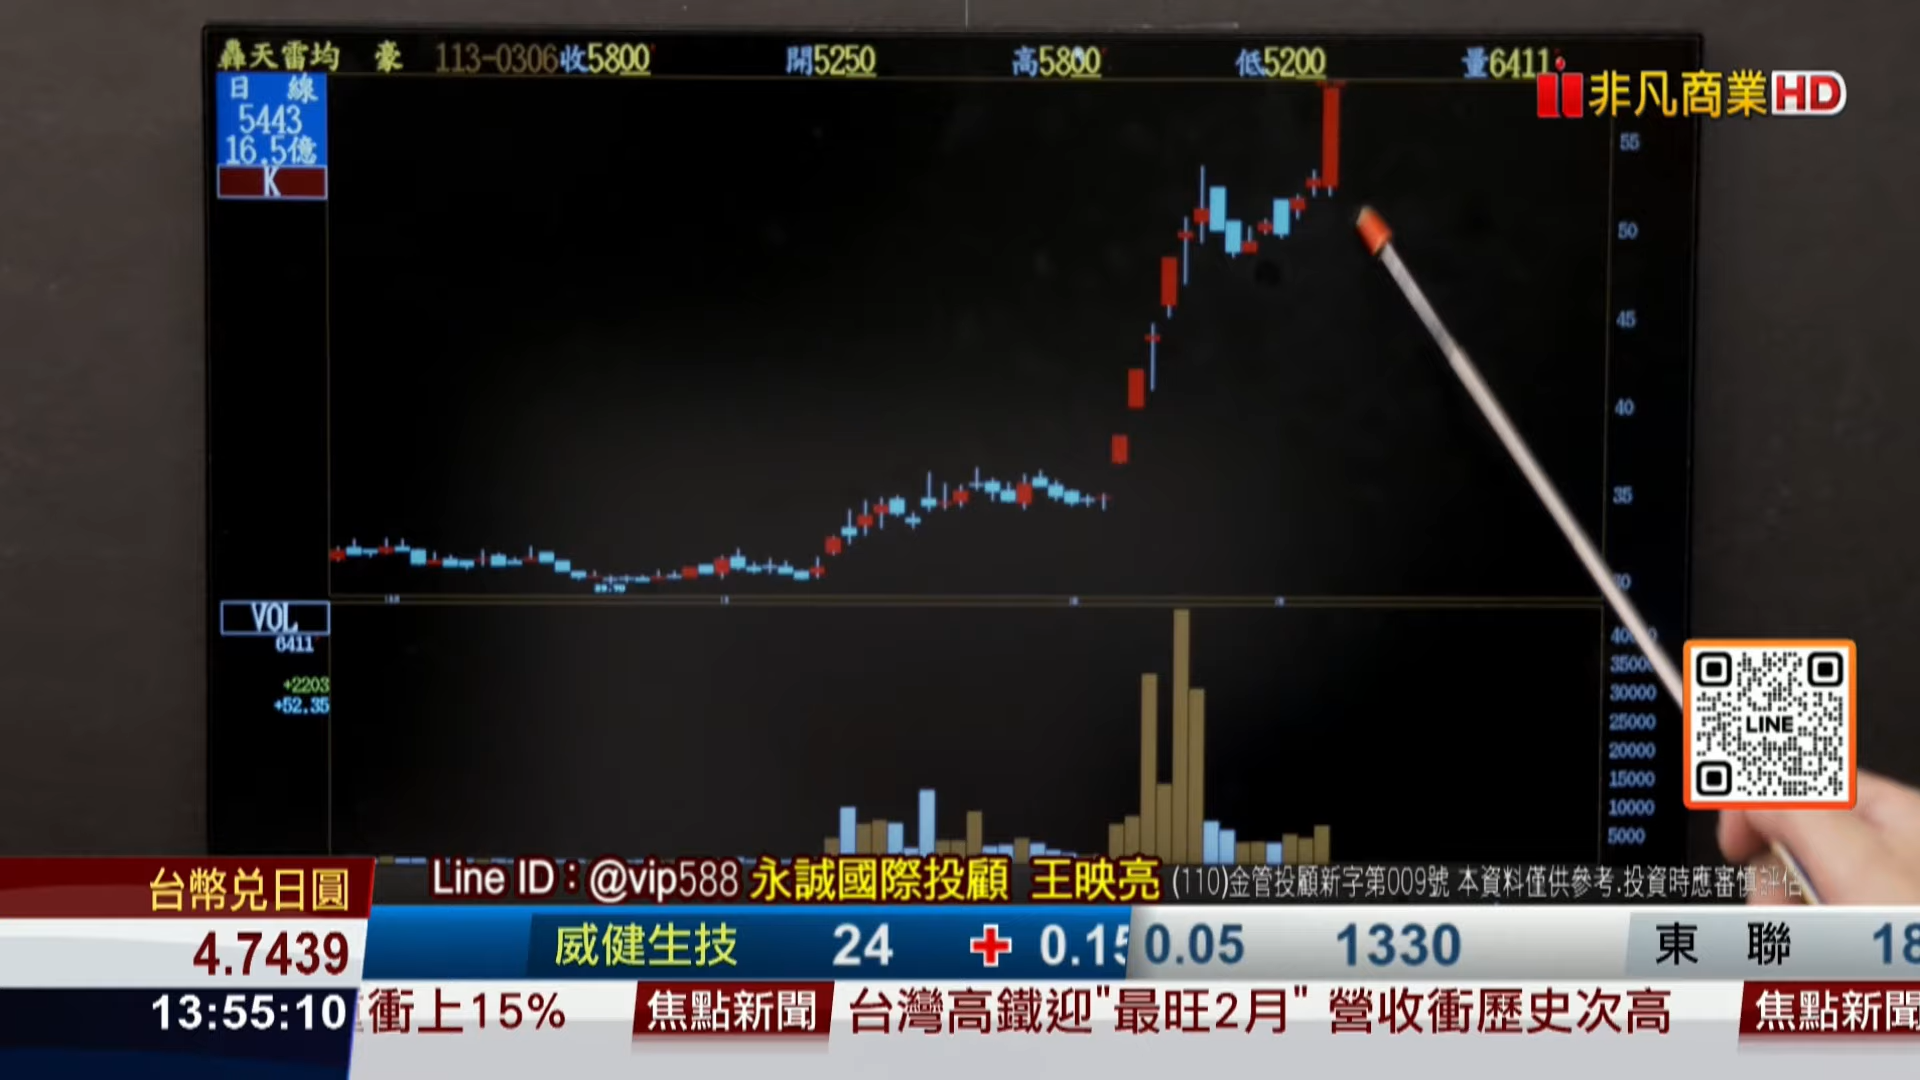 轟天雷均 豪 113-0306收5800 開5250 高5800 低5200 量6411
非凡商業HD
日 線
5443
16.5億
K
55
50
45
40
35
VOL
6411
+2203
+52.35
35000
30000
25000
20000
15000
10000
5000
LINE
Line ID：@vip588 永誠國際投顧 王映亮 (110)金管投顧新字第009號 本資料僅供參考.投資時應審慎評估
台幣兌日圓
4.7439
威健生技 24 + 0.15 0.05 1330 東 聯 18
13:55:10
衝上15% 焦點新聞 台灣高鐵迎"最旺2月" 營收衝歷史次高 焦點新聞